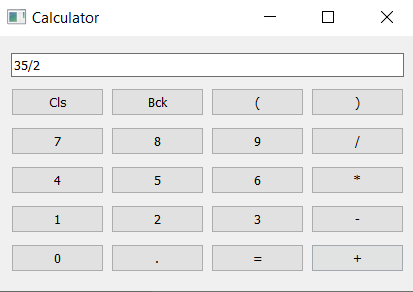 Calculator
35/2
Cls Bck ( )
7 8 9 /
4 5 6 *
1 2 3 -
0 . = +